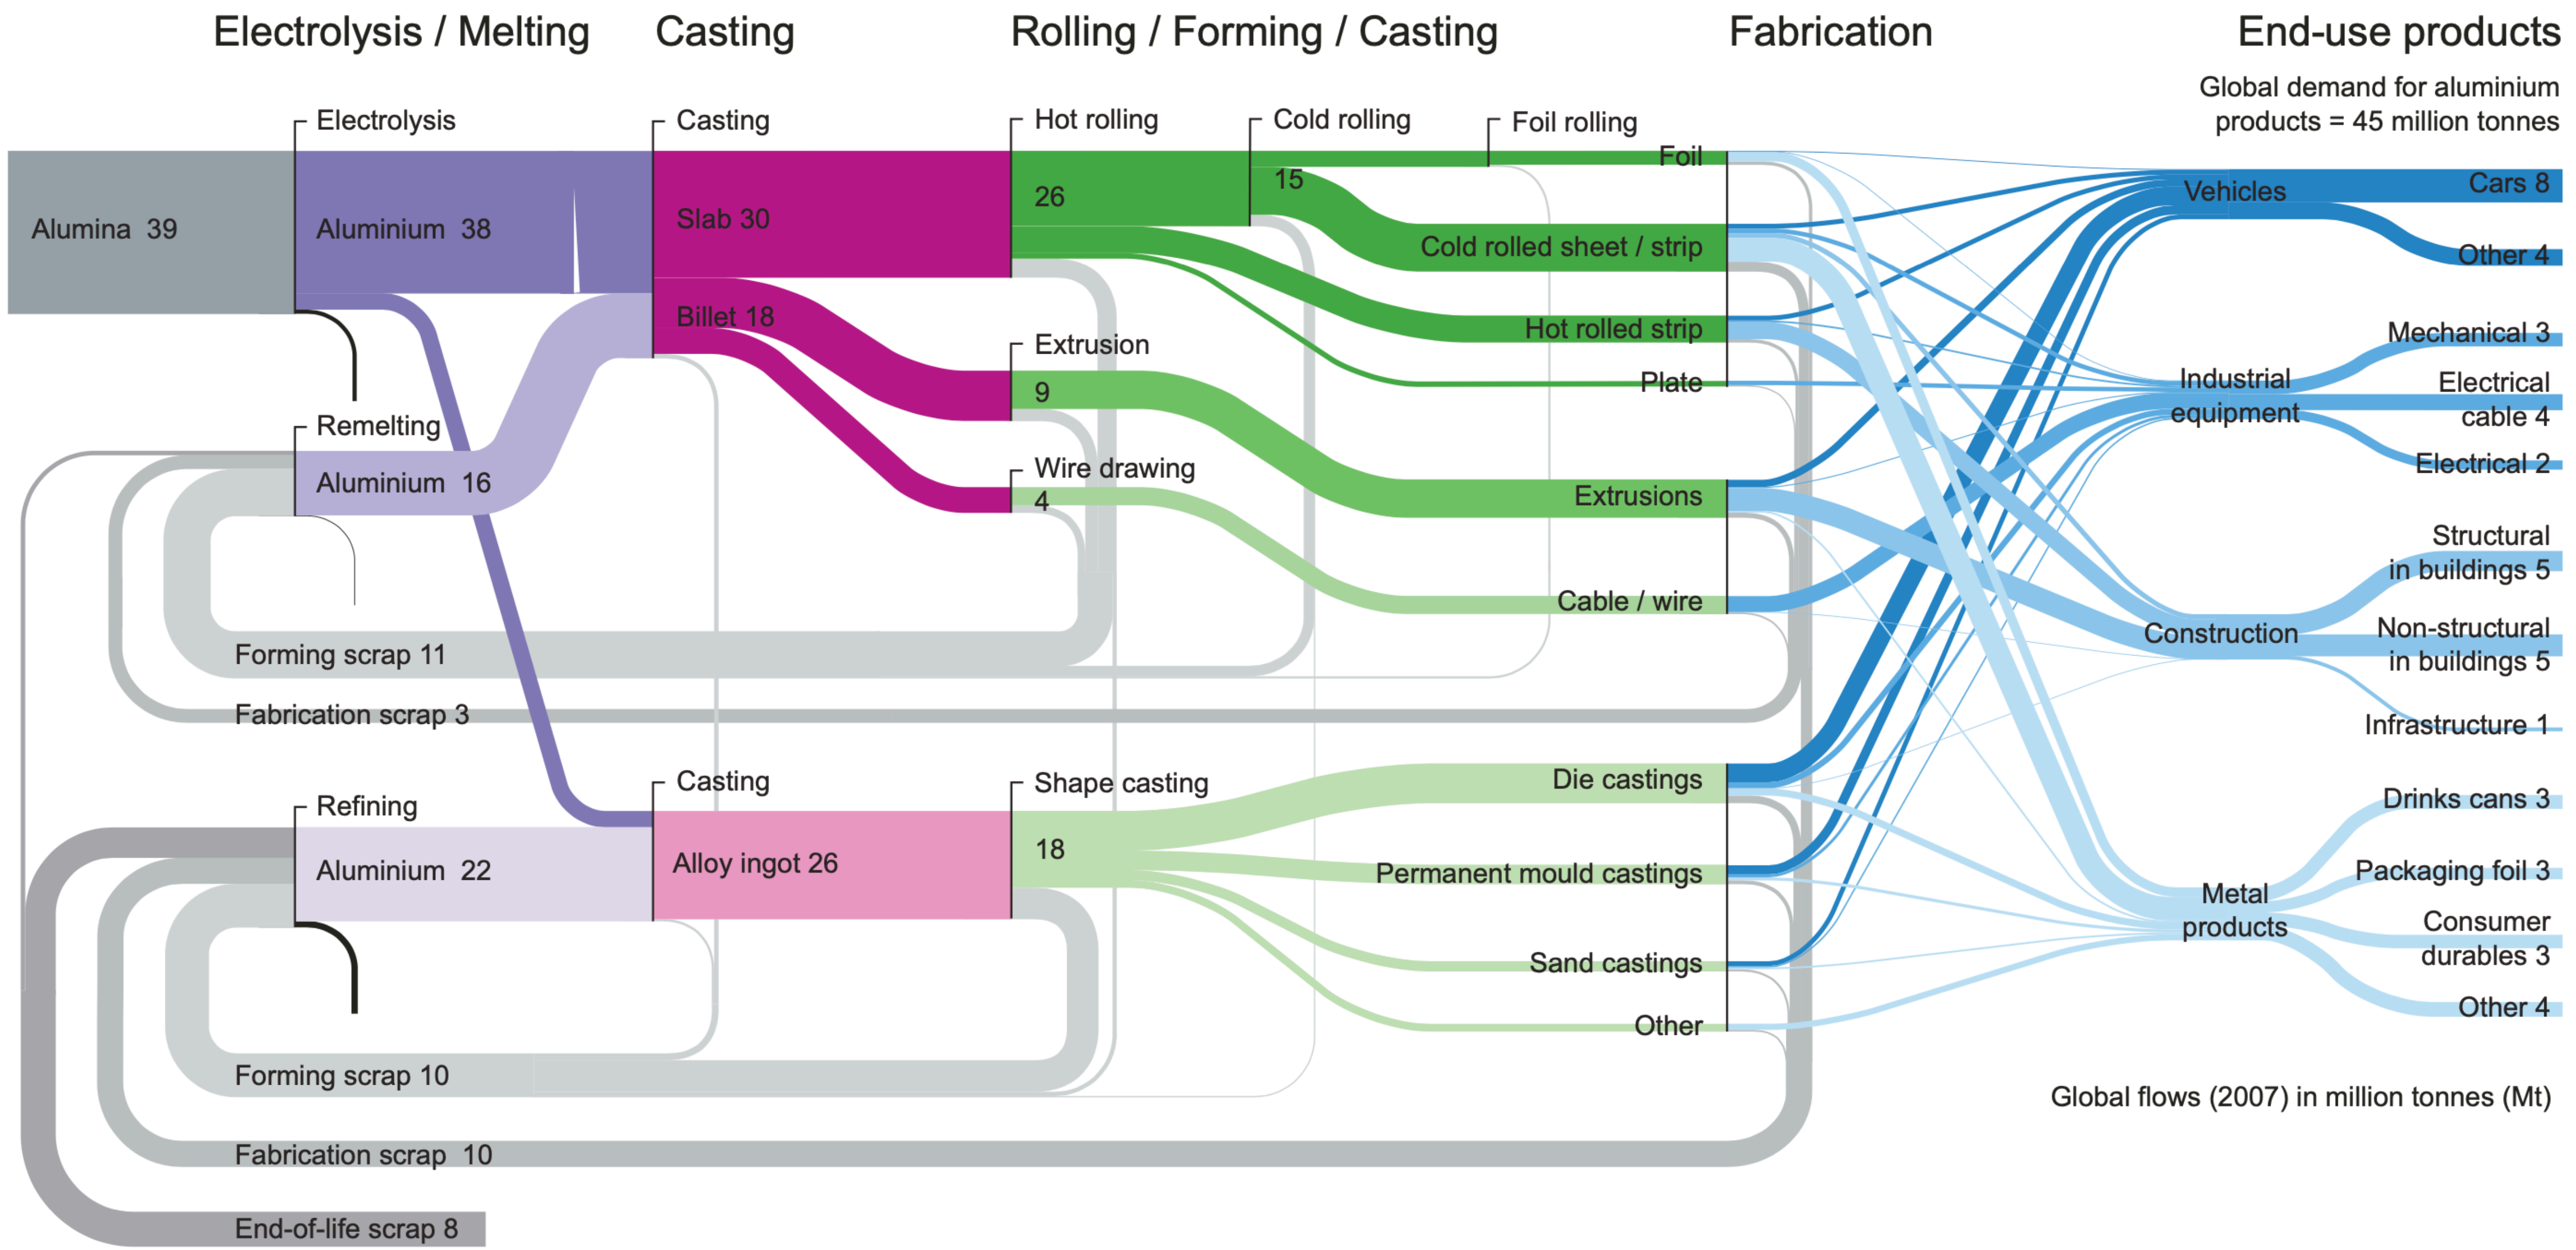 Electrolysis / Melting
Casting
Rolling / Forming / Casting
Fabrication
End-use products
Global demand for aluminium
products = 45 million tonnes
Electrolysis
Casting
Hot rolling
Cold rolling
Foil rolling
Alumina 39
Aluminium 38
Slab 30
Billet 18
26
15
Foil
Cold rolled sheet / strip
Hot rolled strip
Plate
Extrusion
9
Wire drawing
4
Extrusions
Cable / wire
Remelting
Aluminium 16
Forming scrap 11
Fabrication scrap 3
Refining
Aluminium 22
Casting
Alloy ingot 26
Shape casting
18
Die castings
Permanent mould castings
Sand castings
Other
Forming scrap 10
Fabrication scrap 10
End-of-life scrap 8
Vehicles
Cars 8
Other 4
Industrial
equipment
Mechanical 3
Electrical
cable 4
Electrical 2
Construction
Structural
in buildings 5
Non-structural
in buildings 5
Infrastructure 1
Metal
products
Drinks cans 3
Packaging foil 3
Consumer
durables 3
Other 4
Global flows (2007) in million tonnes (Mt)